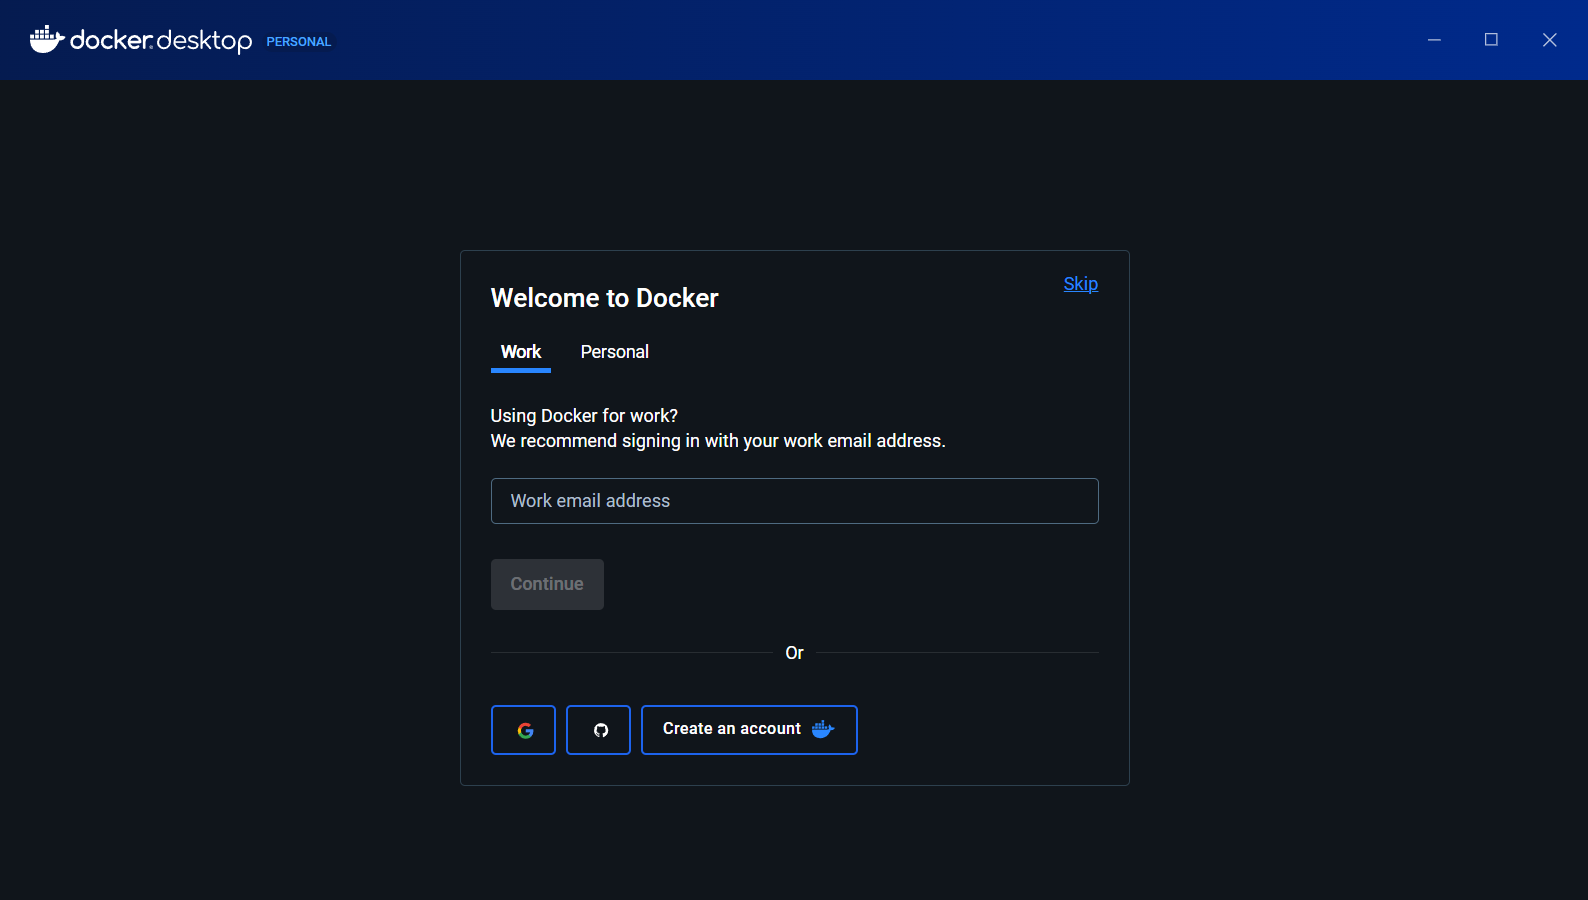 docker desktop PERSONAL
Skip
Welcome to Docker
Work Personal
Using Docker for work?
We recommend signing in with your work email address.
Work email address
Continue
Or
Create an account